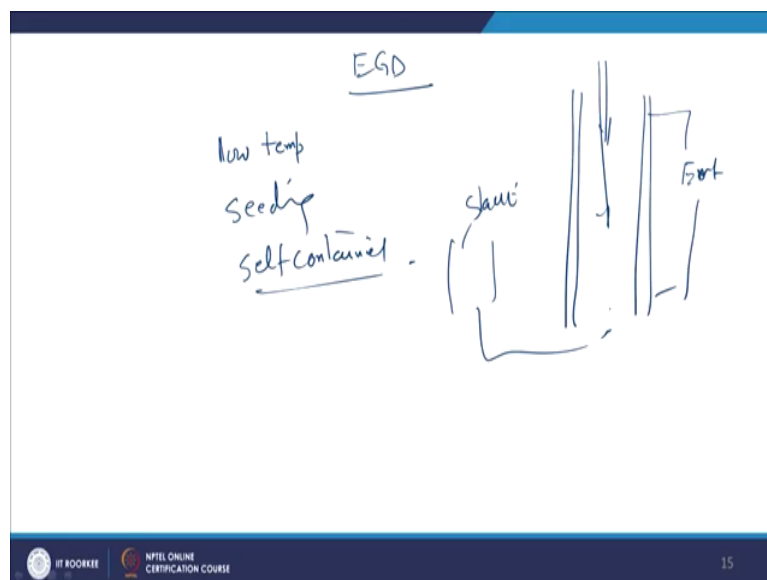 EGD
low temp
seeding
self contained
IIT ROORKEE
NPTEL ONLINE
CERTIFICATION COURSE
15